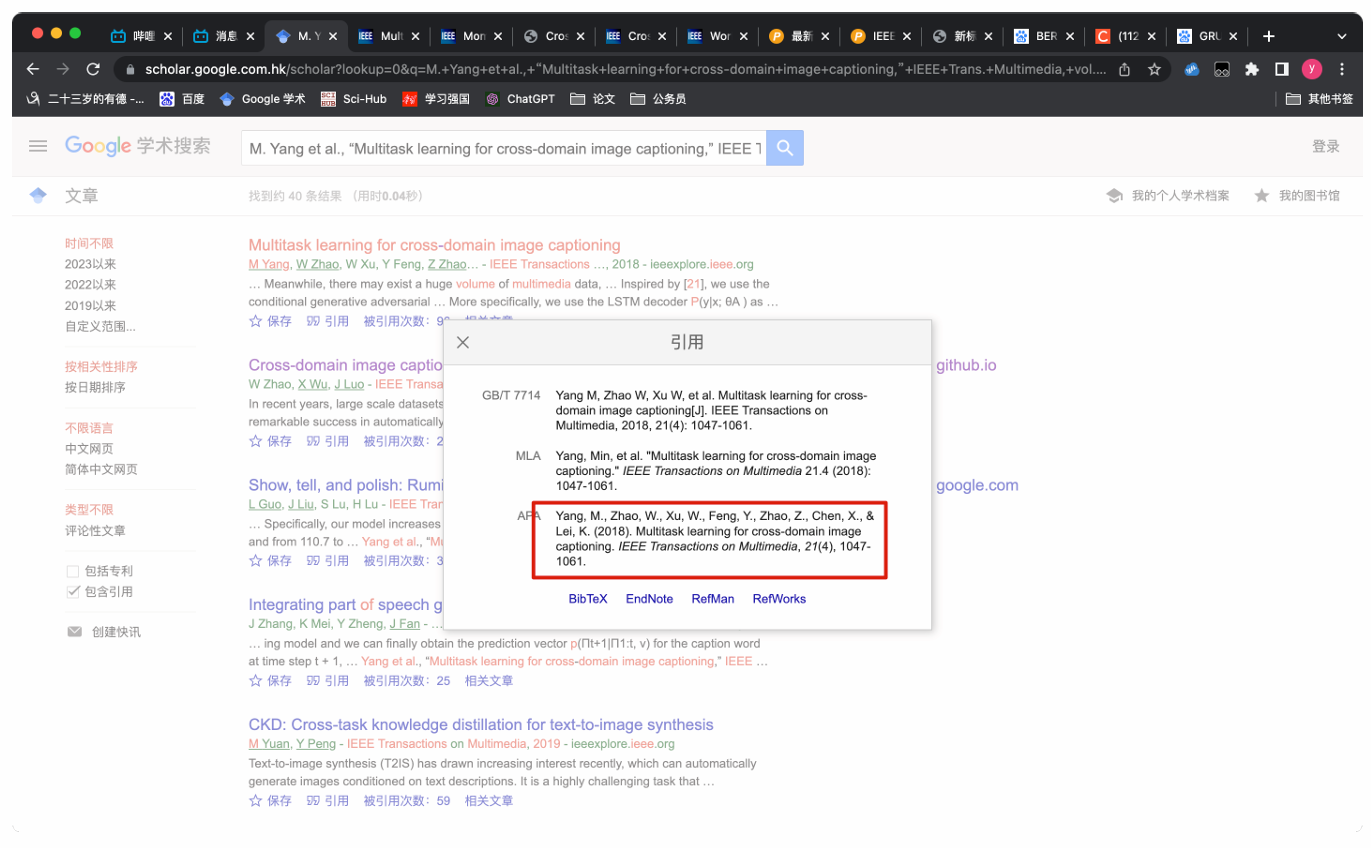 哔哩 消息 M. Y IEEE Mult IEEE Mon Cros IEEE Cro IEEE Wor 最新 IEEE 新标 BER (112 GRU
scholar.google.com.hk/scholar?lookup=0&q=M.+Yang+et+al.,+“Multitask+learning+for+cross-domain+image+captioning,”+IEEE+Trans.+Multimedia,+vol.... y
二十三岁的有德 -... 百度 Google 学术 SCI HUB Sci-Hub 学习强国 ChatGPT 论文 公务员 其他书签
Google 学术搜索 M. Yang et al., “Multitask learning for cross-domain image captioning,” IEEE T 登录
文章 找到约 40 条结果 （用时0.04秒） 我的个人学术档案 我的图书馆
时间不限
2023以来
2022以来
2019以来
自定义范围...
按相关性排序
按日期排序
不限语言
中文网页
简体中文网页
类型不限
评论性文章
包括专利
包含引用
创建快讯
Multitask learning for cross-domain image captioning
M Yang, W Zhao, W Xu, Y Feng, Z Zhao… - IEEE Transactions …, 2018 - ieeexplore.ieee.org
… Meanwhile, there may exist a huge volume of multimedia data, … Inspired by [21], we use the
conditional generative adversarial … More specifically, we use the LSTM decoder P(y|x; θA ) as …
保存 引用 被引用次数：9 相关文章
Cross-domain image captio github.io
W Zhao, X Wu, J Luo - IEEE Transa
In recent years, large scale datasets
remarkable success in automatically
保存 引用 被引用次数：2
Show, tell, and polish: Rumi google.com
L Guo, J Liu, S Lu, H Lu - IEEE Tran
… Specifically, our model increases
and from 110.7 to … Yang et al., “Mu
保存 引用 被引用次数：3
Integrating part of speech g
J Zhang, K Mei, Y Zheng, J Fan - …
… ing model and we can finally obtain the prediction vector p(Πt+1|Π1:t, v) for the caption word
at time step t + 1, … Yang et al., “Multitask learning for cross-domain image captioning,” IEEE …
保存 引用 被引用次数：25 相关文章
CKD: Cross-task knowledge distillation for text-to-image synthesis
M Yuan, Y Peng - IEEE Transactions on Multimedia, 2019 - ieeexplore.ieee.org
Text-to-image synthesis (T2IS) has drawn increasing interest recently, which can automatically
generate images conditioned on text descriptions. It is a highly challenging task that …
保存 引用 被引用次数：59 相关文章
引用
GB/T 7714 Yang M, Zhao W, Xu W, et al. Multitask learning for cross-
domain image captioning[J]. IEEE Transactions on
Multimedia, 2018, 21(4): 1047-1061.
MLA Yang, Min, et al. "Multitask learning for cross-domain image
captioning." IEEE Transactions on Multimedia 21.4 (2018):
1047-1061.
APA Yang, M., Zhao, W., Xu, W., Feng, Y., Zhao, Z., Chen, X., &
Lei, K. (2018). Multitask learning for cross-domain image
captioning. IEEE Transactions on Multimedia, 21(4), 1047-
1061.
BibTeX EndNote RefMan RefWorks